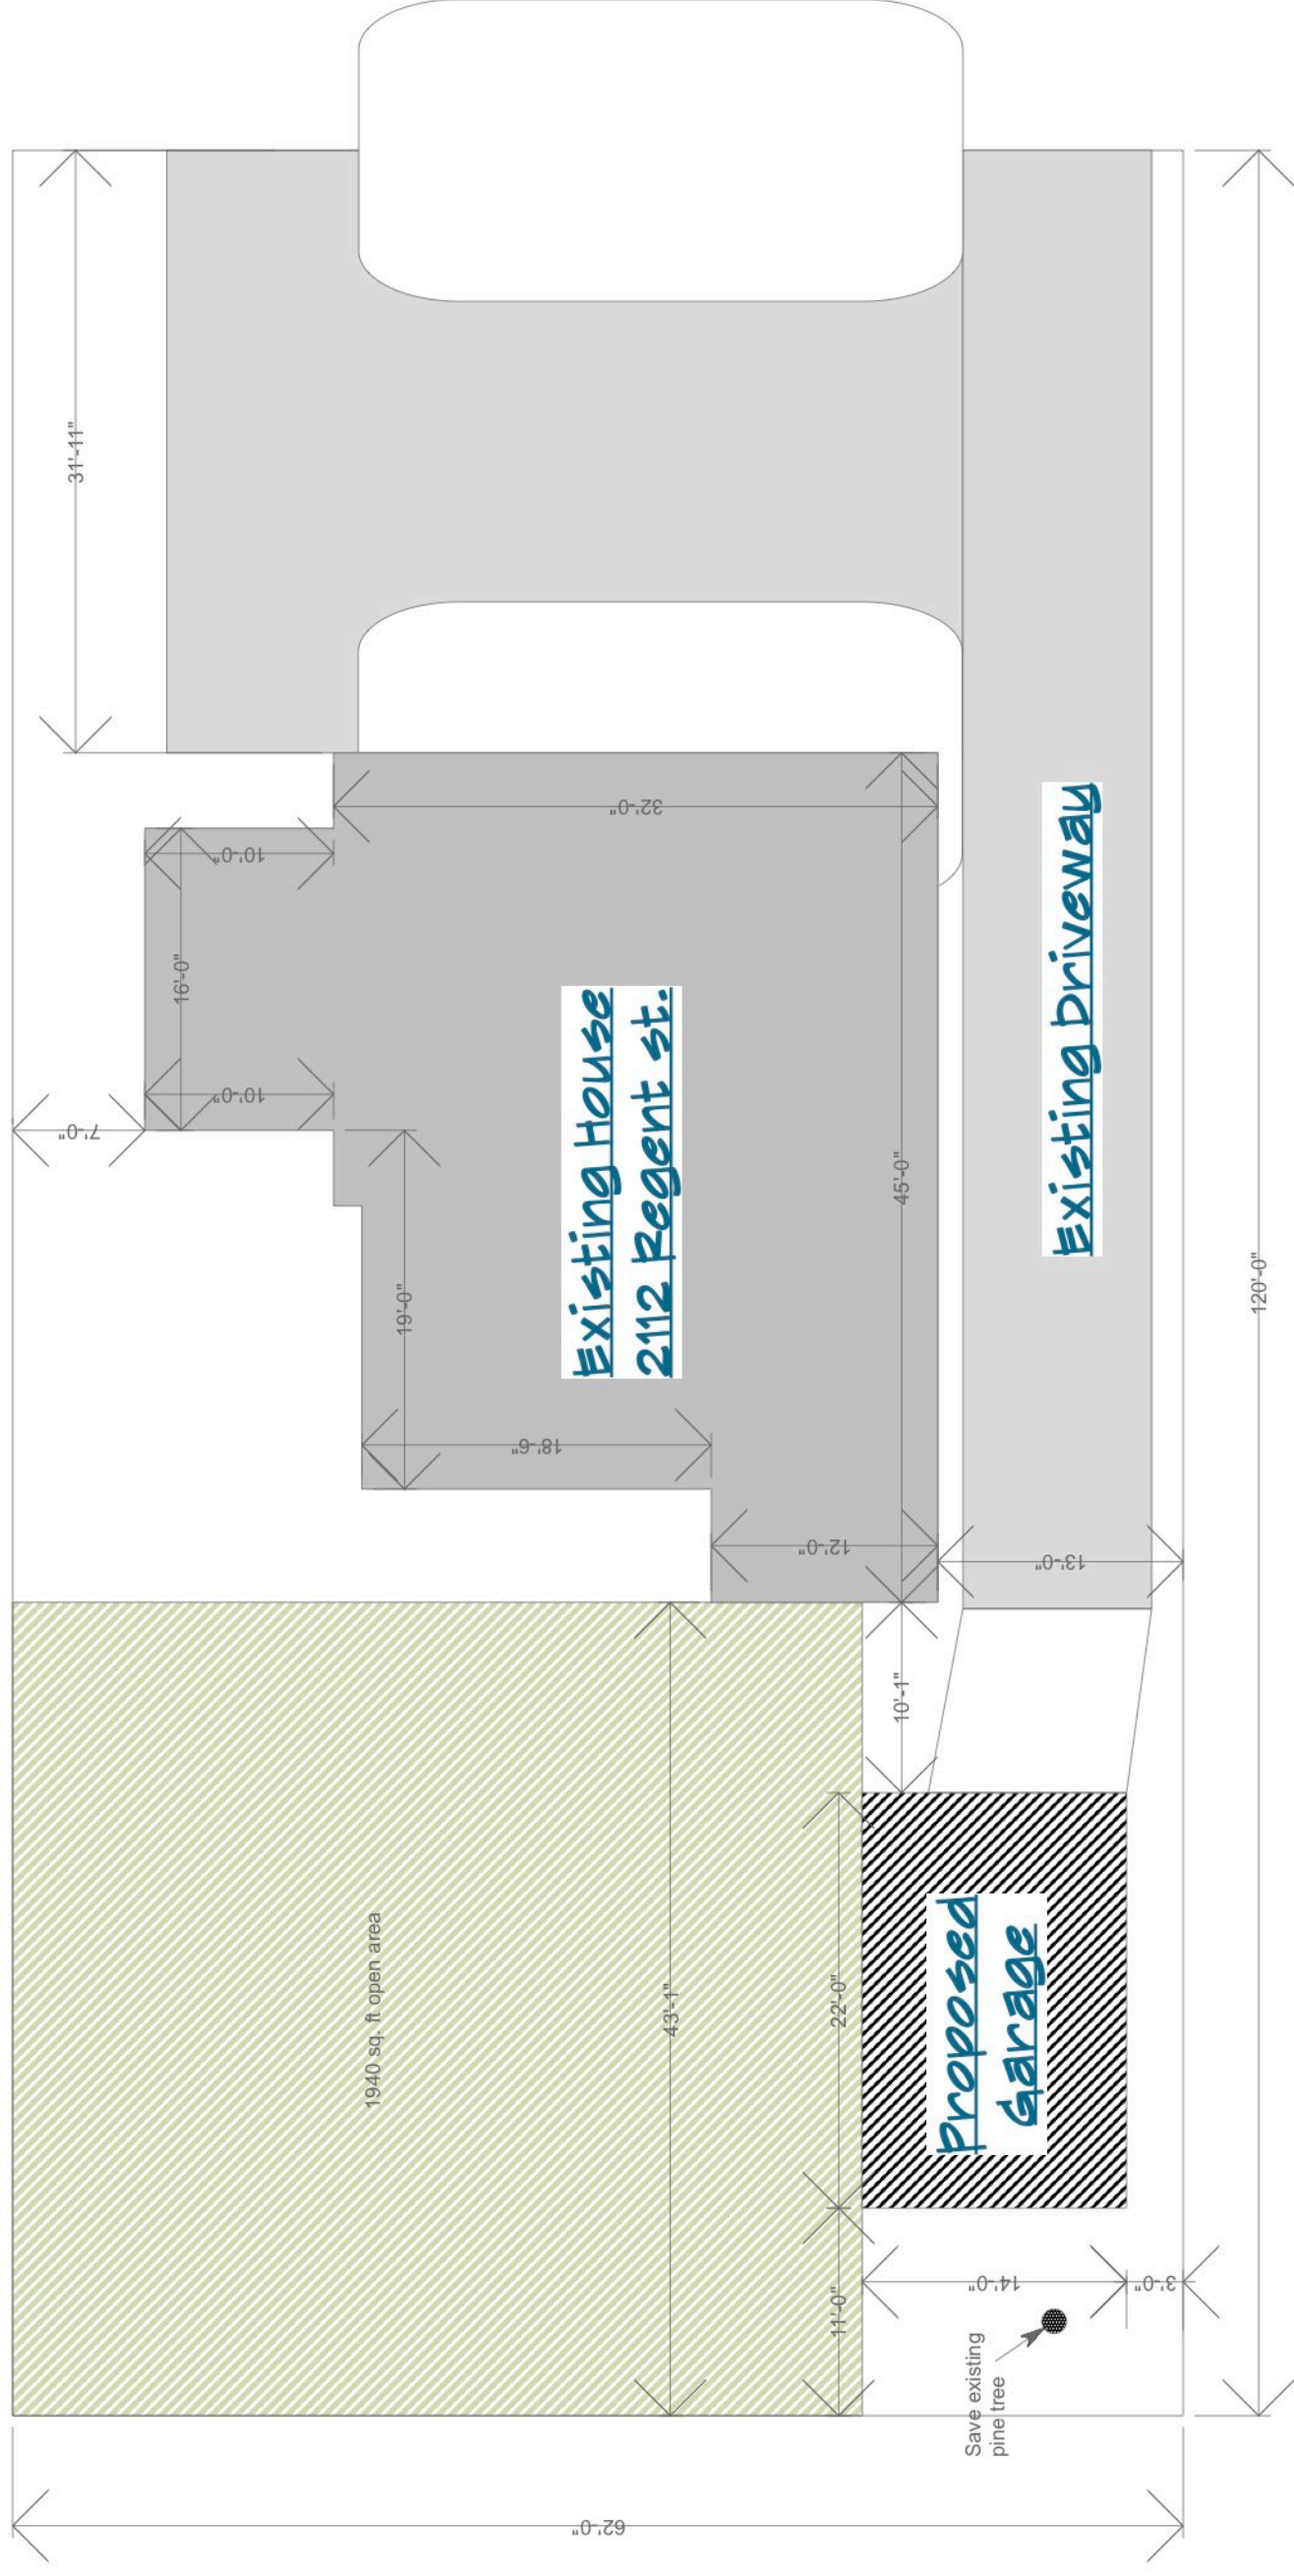 31'-11"
32'-0"
10'-0"
16'-0"
10'-0"
7'-0"
Existing House
2112 Regent st.
45'-0"
Existing Driveway
19'-0"
18'-6"
12'-0"
13'-0"
120'-0"
10'-1"
1940 sq. ft open area
43'-1"
22'-0"
Proposed
Garage
11'-0"
14'-0"
3'-0"
Save existing
pine tree
62'-0"